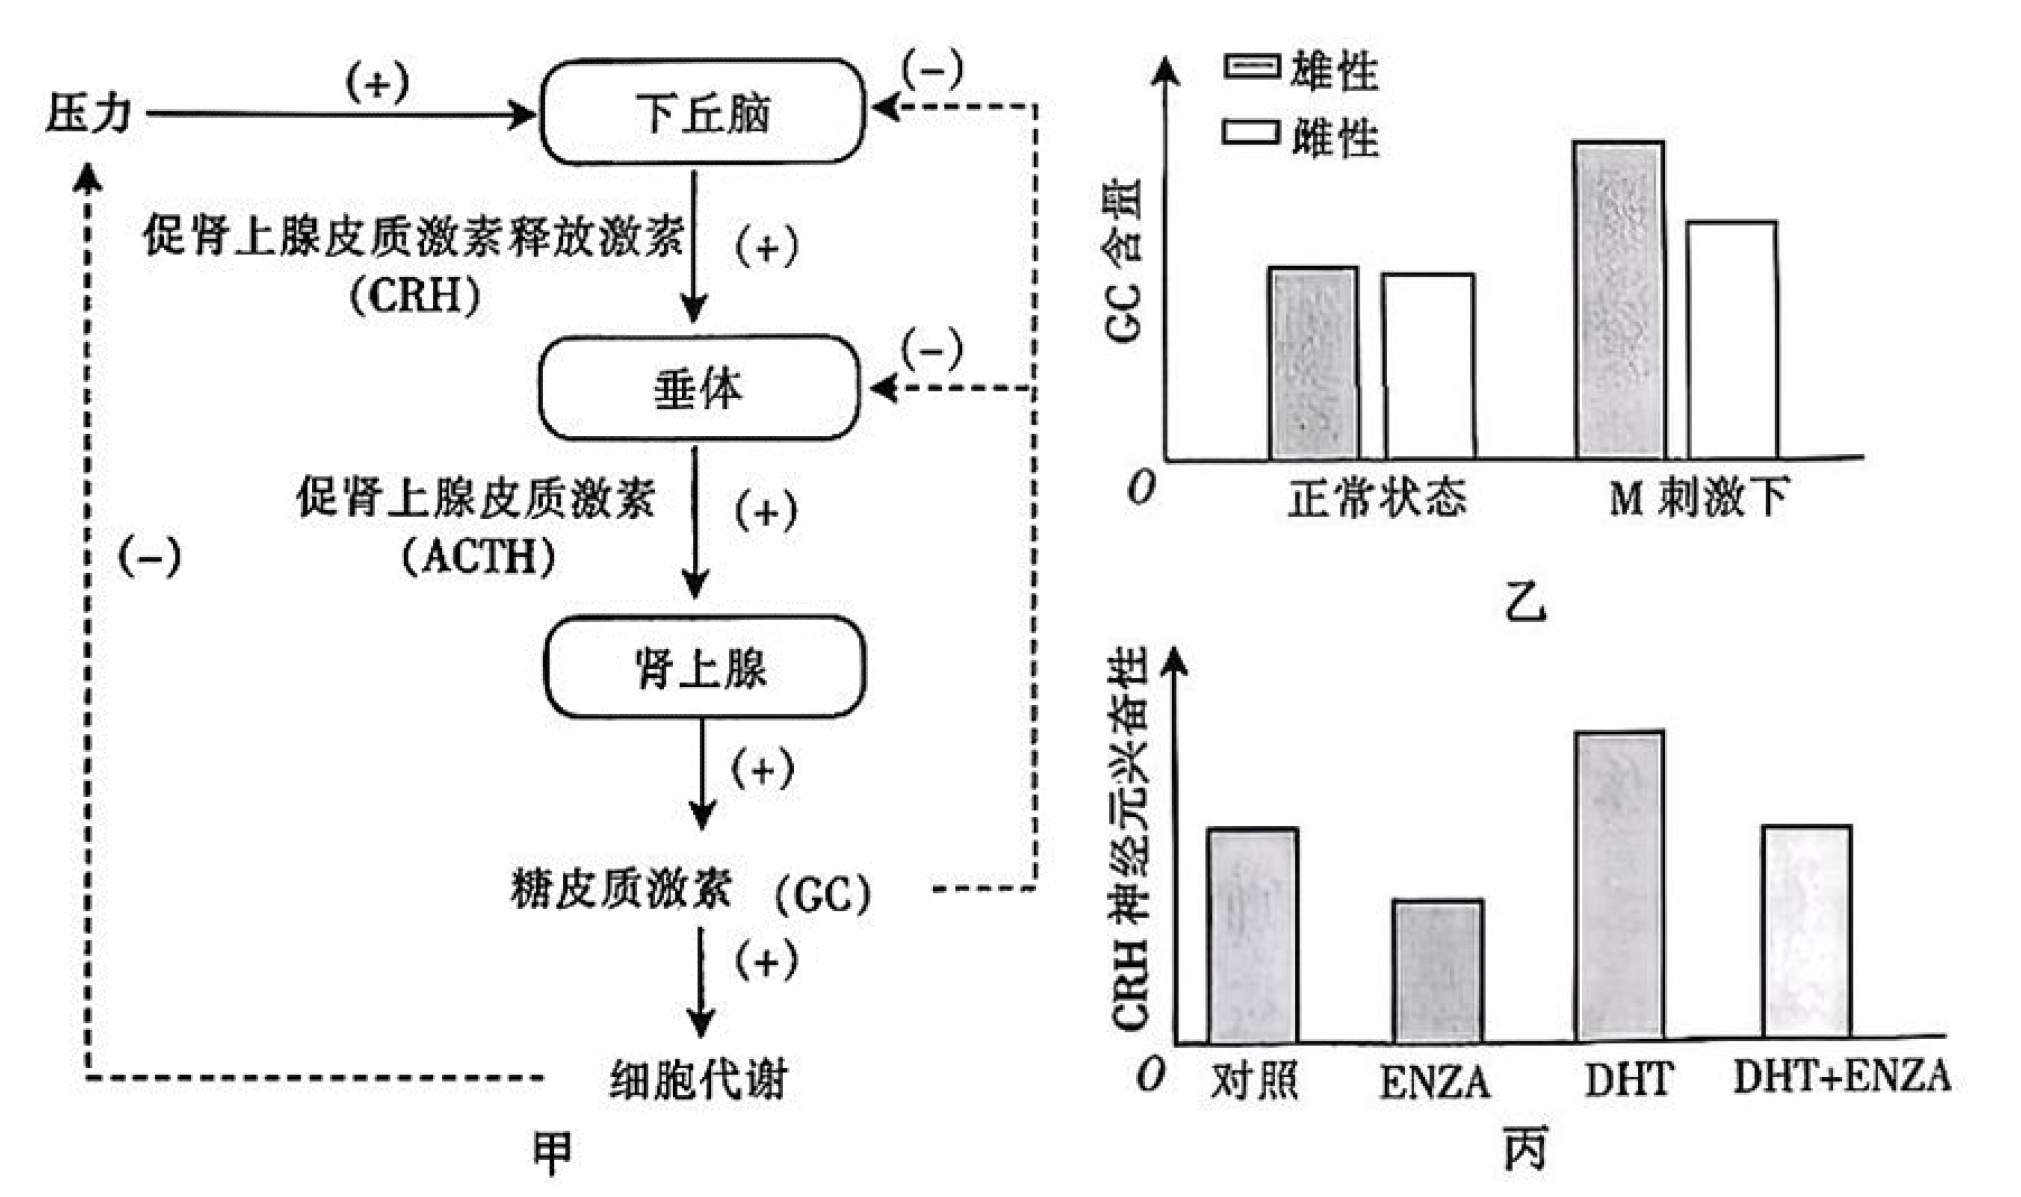 压力
(+)
下丘脑
(-)
促肾上腺皮质激素释放激素
(CRH)
(+)
垂体
(-)
促肾上腺皮质激素
(ACTH)
(+)
(-)
肾上腺
(+)
糖皮质激素 (GC)
(+)
细胞代谢
甲
雄性
雌性
GC 含量
O
正常状态
M 刺激下
乙
CRH 神经元兴奋性
O
对照
ENZA
DHT
DHT+ENZA
丙